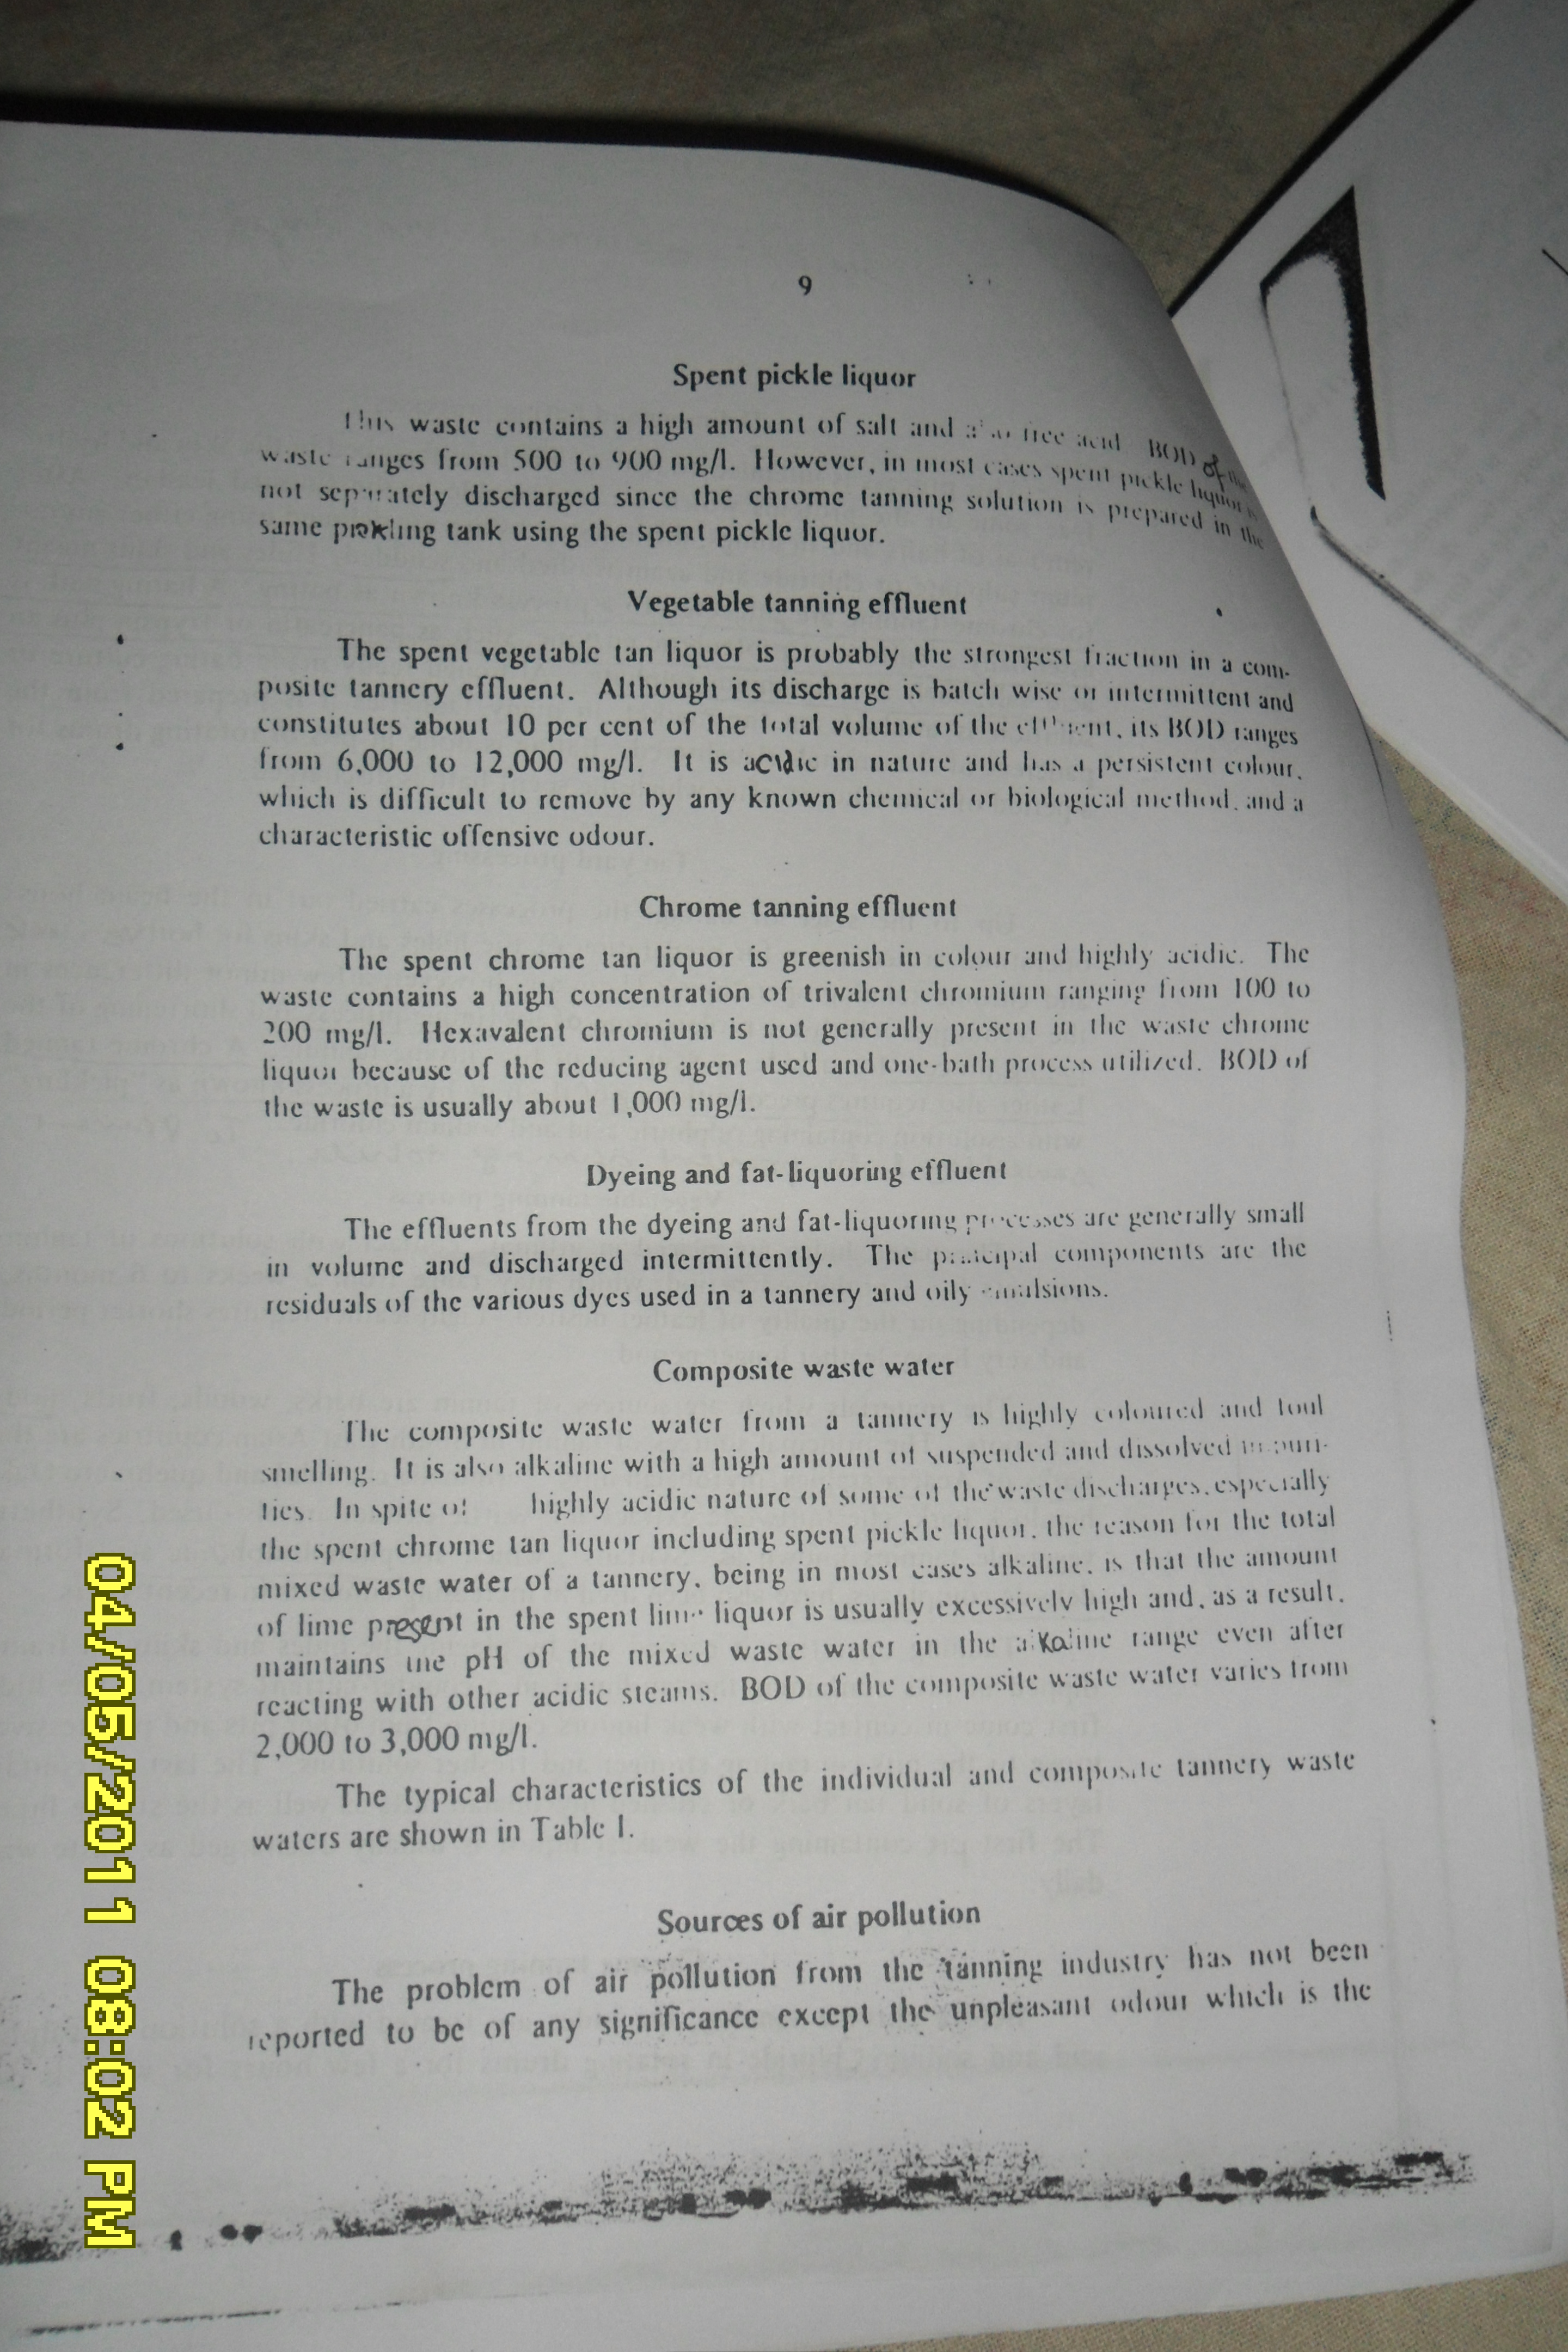 9
Spent pickle liquor
This waste contains a high amount of salt and also free acid BOD of the
waste ranges from 500 to 900 mg/l. However, in most cases spent pickle liquor is
not separately discharged since the chrome tanning solution is prepared in the
same pickling tank using the spent pickle liquor.
Vegetable tanning effluent
The spent vegetable tan liquor is probably the strongest fraction in a com-
posite tannery effluent. Although its discharge is batch wise or intermittent and
constitutes about 10 per cent of the total volume of the effluent, its BOD ranges
from 6,000 to 12,000 mg/l. It is acidic in nature and has a persistent colour,
which is difficult to remove by any known chemical or biological method, and a
characteristic offensive odour.
Chrome tanning effluent
The spent chrome tan liquor is greenish in colour and highly acidic. The
waste contains a high concentration of trivalent chromium ranging from 100 to
200 mg/l. Hexavalent chromium is not generally present in the waste chrome
liquor because of the reducing agent used and one-bath process utilized. BOD of
the waste is usually about 1,000 mg/l.
Dyeing and fat-liquoring effluent
The effluents from the dyeing and fat-liquoring processes are generally small
in volume and discharged intermittently. The principal components are the
residuals of the various dyes used in a tannery and oily emulsions.
Composite waste water
The composite waste water from a tannery is highly coloured and foul
smelling. It is also alkaline with a high amount of suspended and dissolved impuri-
ties. In spite of highly acidic nature of some of the waste discharges, especially
the spent chrome tan liquor including spent pickle liquor, the reason for the total
mixed waste water of a tannery, being in most cases alkaline, is that the amount
of lime present in the spent lime liquor is usually excessively high and, as a result,
maintains the pH of the mixed waste water in the alkaline range even after
reacting with other acidic steams. BOD of the composite waste water varies from
2,000 to 3,000 mg/l.
The typical characteristics of the individual and composite tannery waste
waters are shown in Table 1.
Sources of air pollution
The problem of air pollution from the tanning industry has not been
reported to be of any significance except the unpleasant odour which is the
04/05/2011 08:02 PM